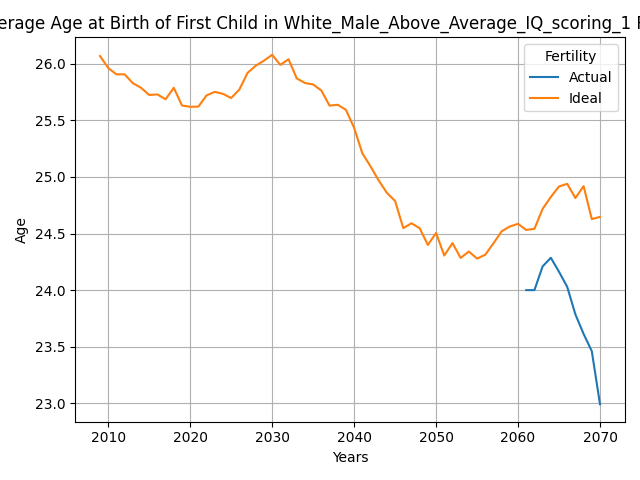 verage Age at Birth of First Child in White_Male_Above_Average_IQ_scoring_1
Fertility
Actual
Ideal
26.0
25.5
25.0
24.5
24.0
23.5
23.0
Age
2010 2020 2030 2040 2050 2060 2070
Years